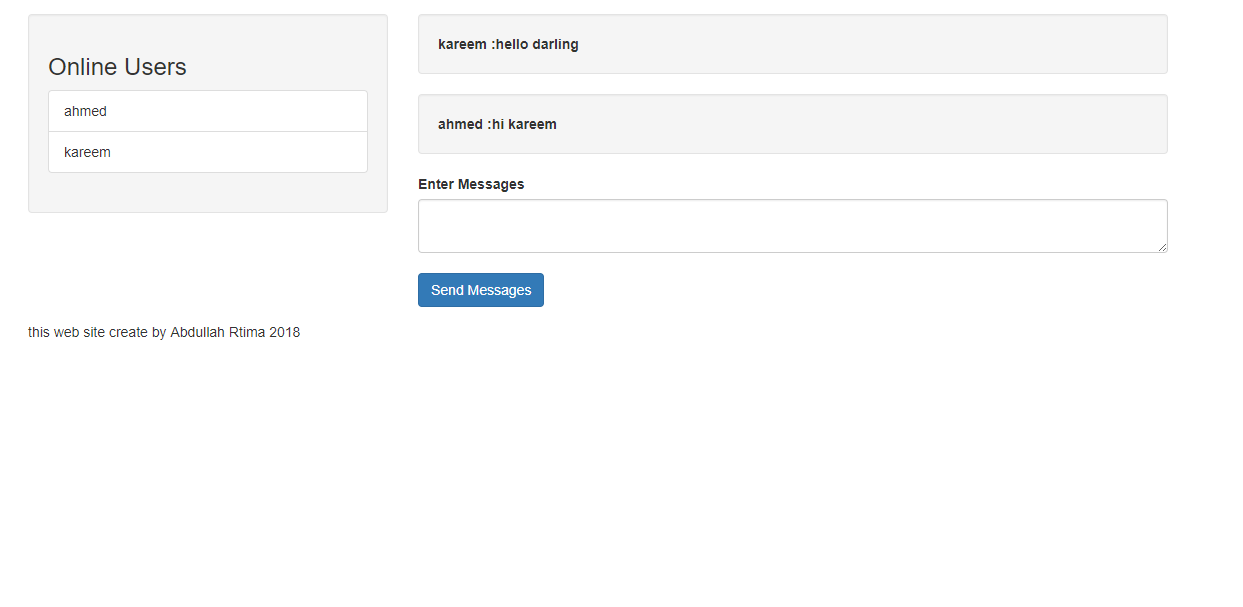 Online Users
ahmed
kareem
kareem :hello darling
ahmed :hi kareem
Enter Messages
Send Messages
this web site create by Abdullah Rtima 2018